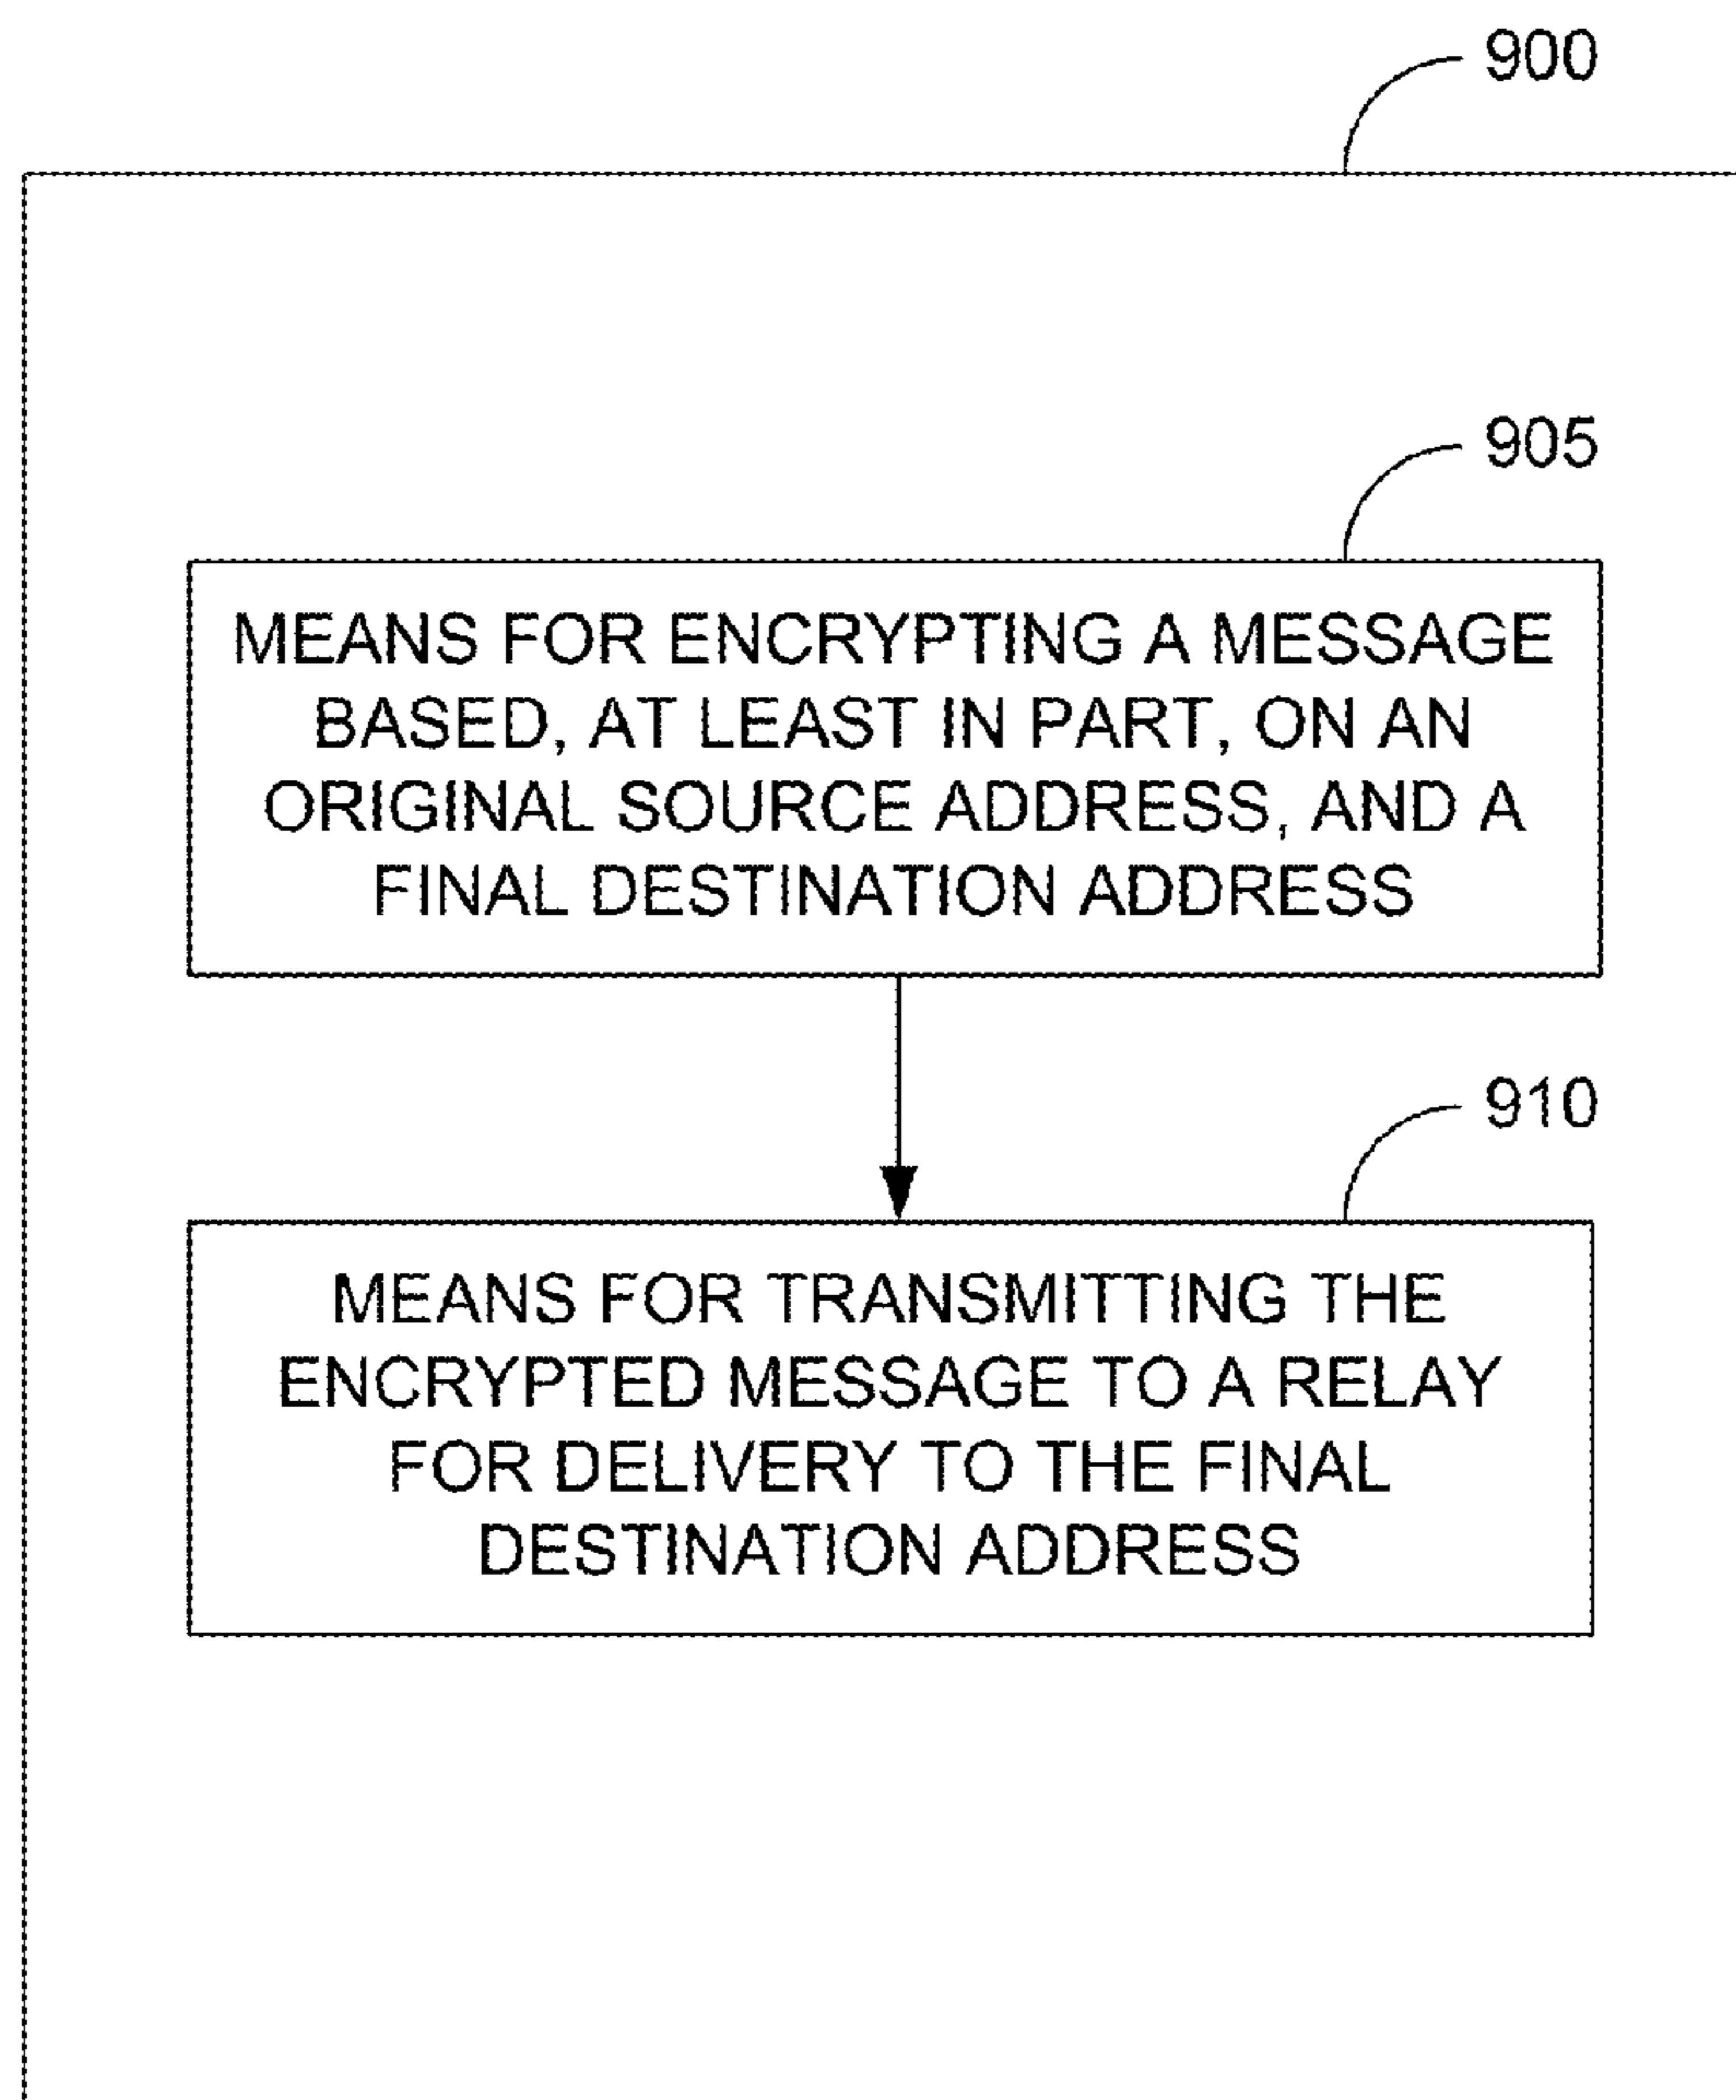 900
905
MEANS FOR ENCRYPTING A MESSAGE
BASED, AT LEAST IN PART, ON AN
ORIGINAL SOURCE ADDRESS, AND A
FINAL DESTINATION ADDRESS
910
MEANS FOR TRANSMITTING THE
ENCRYPTED MESSAGE TO A RELAY
FOR DELIVERY TO THE FINAL
DESTINATION ADDRESS